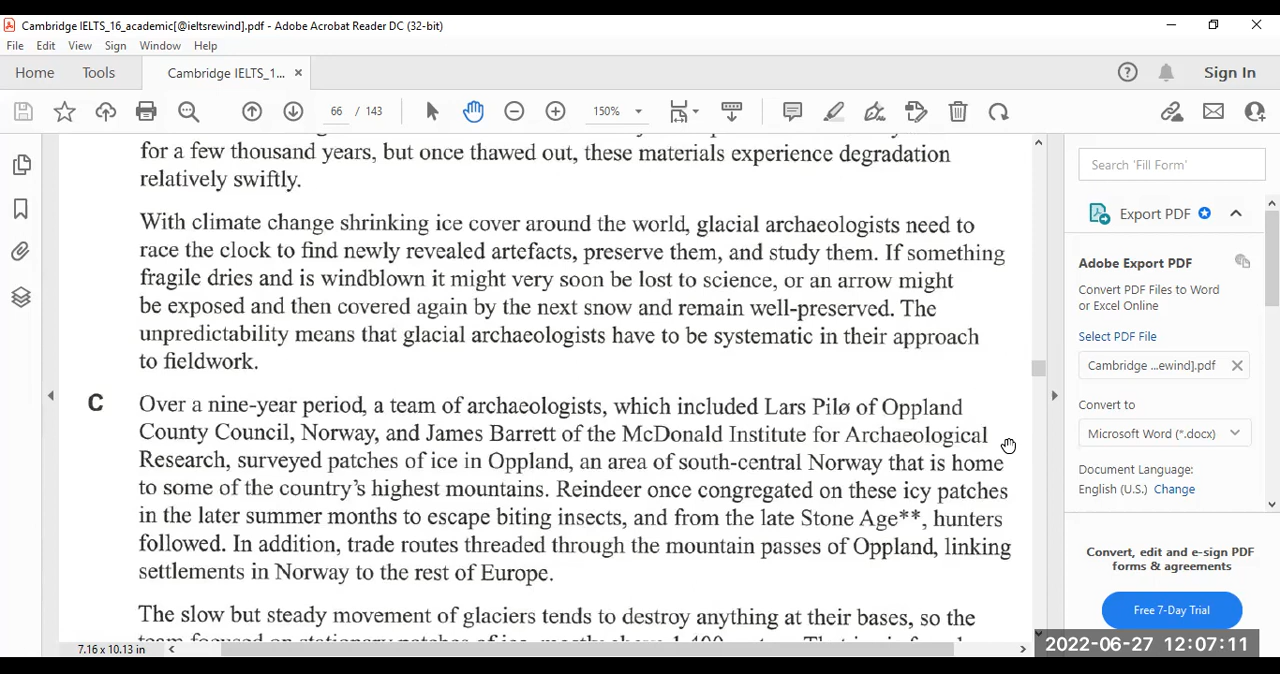 Cambridge IELTS_16_academic[@ieltsrewind].pdf - Adobe Acrobat Reader DC (32-bit)
File Edit View Sign Window Help
Home Tools Cambridge IELTS_1... × Sign In
66 / 143 150%
for a few thousand years, but once thawed out, these materials experience degradation
relatively swiftly.
With climate change shrinking ice cover around the world, glacial archaeologists need to
race the clock to find newly revealed artefacts, preserve them, and study them. If something
fragile dries and is windblown it might very soon be lost to science, or an arrow might
be exposed and then covered again by the next snow and remain well-preserved. The
unpredictability means that glacial archaeologists have to be systematic in their approach
to fieldwork.
C Over a nine-year period, a team of archaeologists, which included Lars Pilø of Oppland
County Council, Norway, and James Barrett of the McDonald Institute for Archaeological
Research, surveyed patches of ice in Oppland, an area of south-central Norway that is home
to some of the country's highest mountains. Reindeer once congregated on these icy patches
in the later summer months to escape biting insects, and from the late Stone Age**, hunters
followed. In addition, trade routes threaded through the mountain passes of Oppland, linking
settlements in Norway to the rest of Europe.
The slow but steady movement of glaciers tends to destroy anything at their bases, so the
7.16 x 10.13 in
Search 'Fill Form'
Export PDF
Adobe Export PDF
Convert PDF Files to Word
or Excel Online
Select PDF File
Cambridge ...ewind].pdf
Convert to
Microsoft Word (*.docx)
Document Language:
English (U.S.) Change
Convert, edit and e-sign PDF
forms & agreements
Free 7-Day Trial
2022-06-27 12:07:11